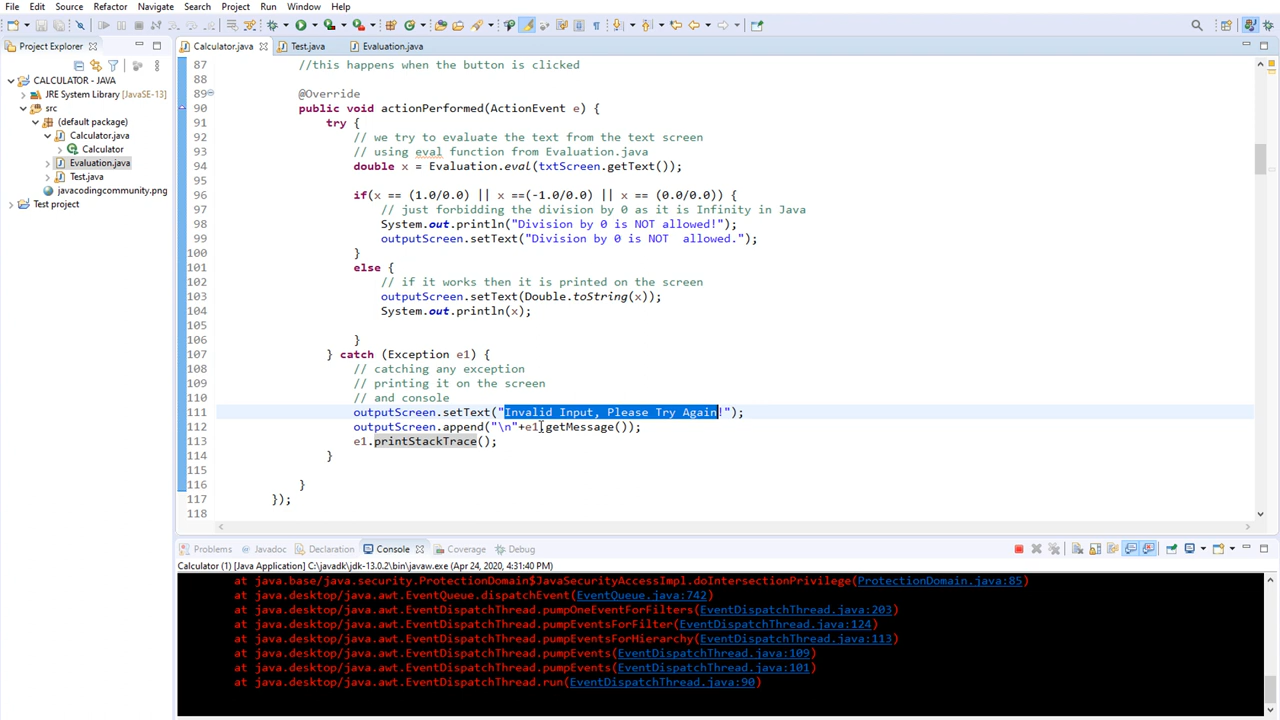 File Edit Source Refactor Navigate Search Project Run Window Help
Project Explorer
Calculator.java Test.java Evaluation.java
CALCULATOR - JAVA
JRE System Library [JavaSE-13]
src
(default package)
Calculator.java
Calculator
Evaluation.java
Test.java
javacodingcommunity.png
Test project
87 //this happens when the button is clicked
88
89 @Override
90 public void actionPerformed(ActionEvent e) {
91 try {
92 // we try to evaluate the text from the text screen
93 // using eval function from Evaluation.java
94 double x = Evaluation.eval(txtScreen.getText());
95
96 if(x == (1.0/0.0) || x ==(-1.0/0.0) || x == (0.0/0.0)) {
97 // just forbidding the division by 0 as it is Infinity in Java
98 System.out.println("Division by 0 is NOT allowed!");
99 outputScreen.setText("Division by 0 is NOT  allowed.");
100 }
101 else {
102 // if it works then it is printed on the screen
103 outputScreen.setText(Double.toString(x));
104 System.out.println(x);
105
106 }
107 } catch (Exception e1) {
108 // catching any exception
109 // printing it on the screen
110 // and console
111 outputScreen.setText("Invalid Input, Please Try Again!");
112 outputScreen.append("\n"+e1.getMessage());
113 e1.printStackTrace();
114 }
115
116 }
117 });
118
Problems Javadoc Declaration Console Coverage Debug
Calculator (1) [Java Application] C:\javadk\jdk-13.0.2\bin\javaw.exe (Apr 24, 2020, 4:31:40 PM)
at java.base/java.security.ProtectionDomain$JavaSecurityAccessImpl.doIntersectionPrivilege(ProtectionDomain.java:85)
at java.desktop/java.awt.EventQueue.dispatchEvent(EventQueue.java:742)
at java.desktop/java.awt.EventDispatchThread.pumpOneEventForFilters(EventDispatchThread.java:203)
at java.desktop/java.awt.EventDispatchThread.pumpEventsForFilter(EventDispatchThread.java:124)
at java.desktop/java.awt.EventDispatchThread.pumpEventsForHierarchy(EventDispatchThread.java:113)
at java.desktop/java.awt.EventDispatchThread.pumpEvents(EventDispatchThread.java:109)
at java.desktop/java.awt.EventDispatchThread.pumpEvents(EventDispatchThread.java:101)
at java.desktop/java.awt.EventDispatchThread.run(EventDispatchThread.java:90)